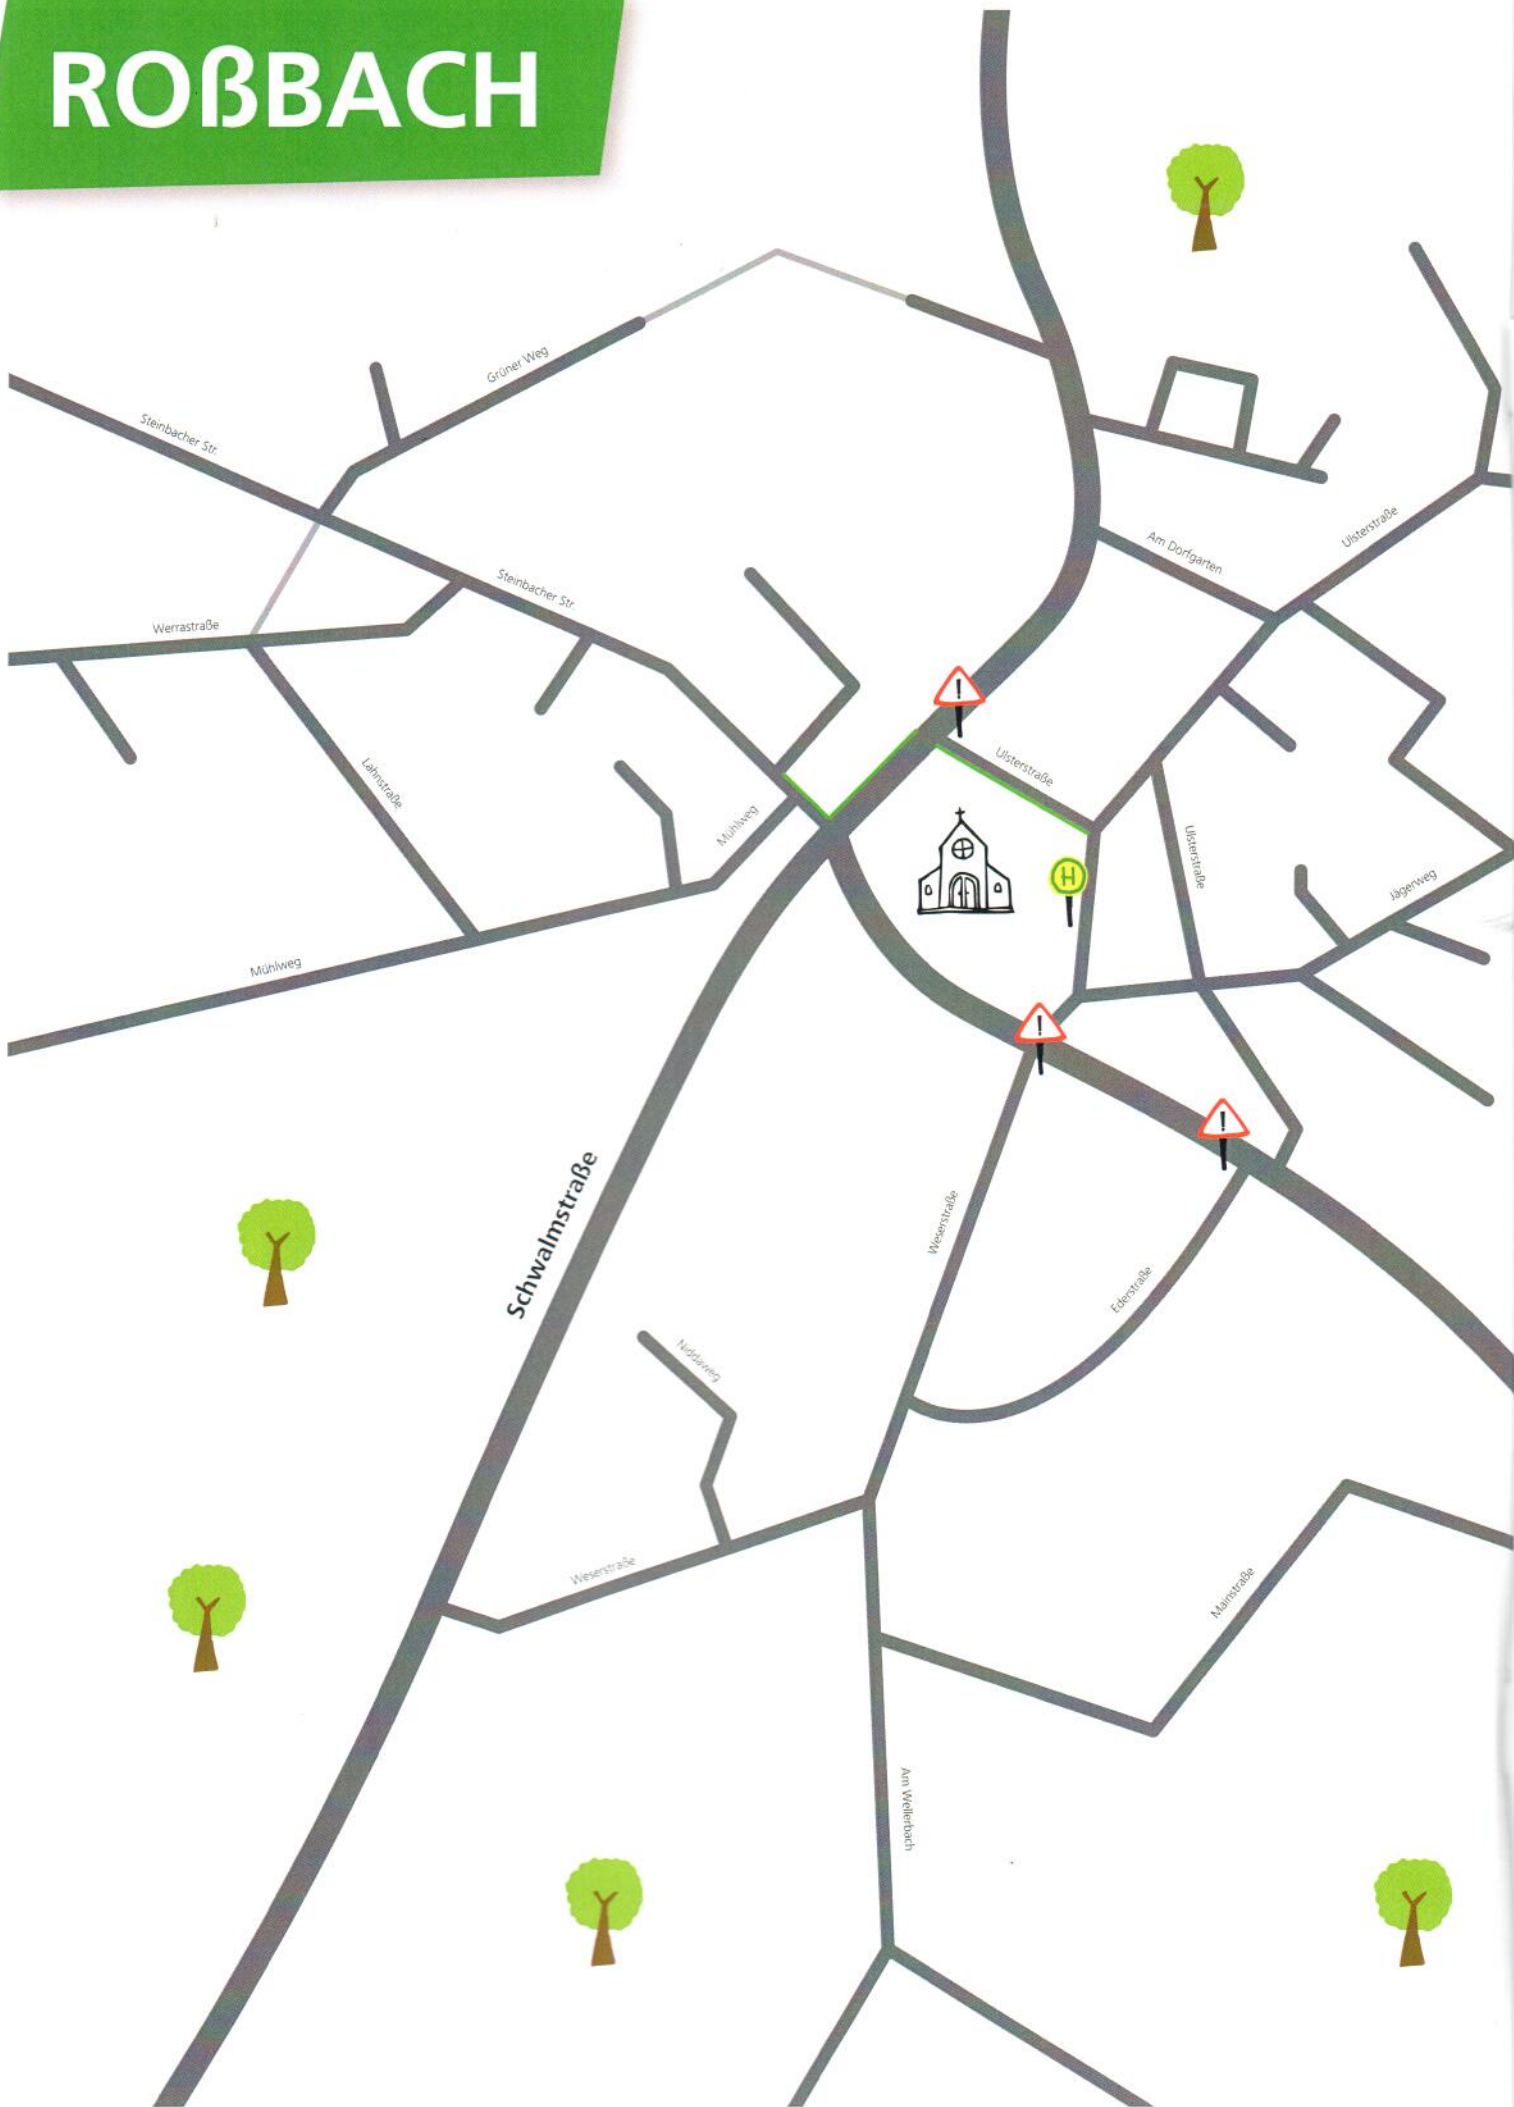 ROßBACH
Grüner Weg
Steinbacher Str.
Ulsterstraße
Am Dorfgarten
Steinbacher Str.
Werrastraße
Ulsterstraße
Lahnstraße
Mühlweg
Ulsterstraße
H
Jägerweg
Mühlweg
!
!
!
Weserstraße
Schwalmstraße
Ederstraße
Niddaweg
Weserstraße
Mainstraße
Am Wellerbach